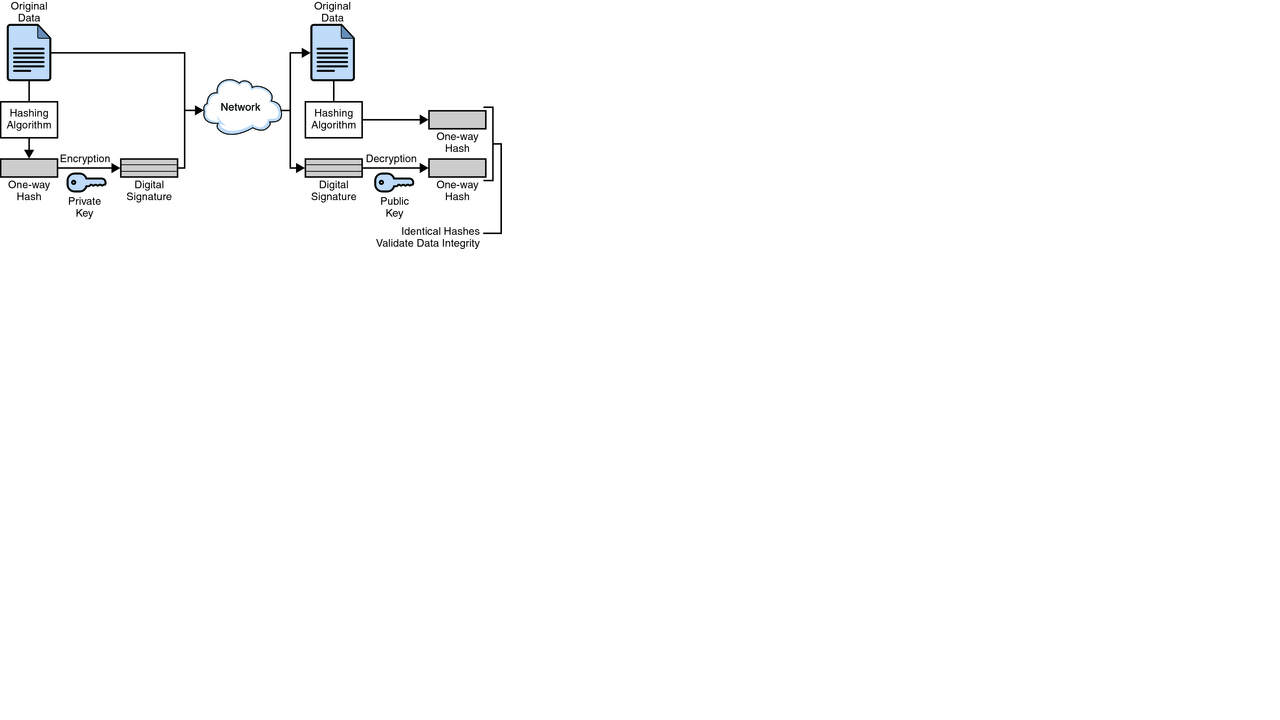 Original
Data
Original
Data
Hashing
Algorithm
Network
Hashing
Algorithm
One-way
Hash
Encryption
Decryption
One-way
Hash
Private
Key
Digital
Signature
Digital
Signature
Public
Key
One-way
Hash
Identical Hashes
Validate Data Integrity